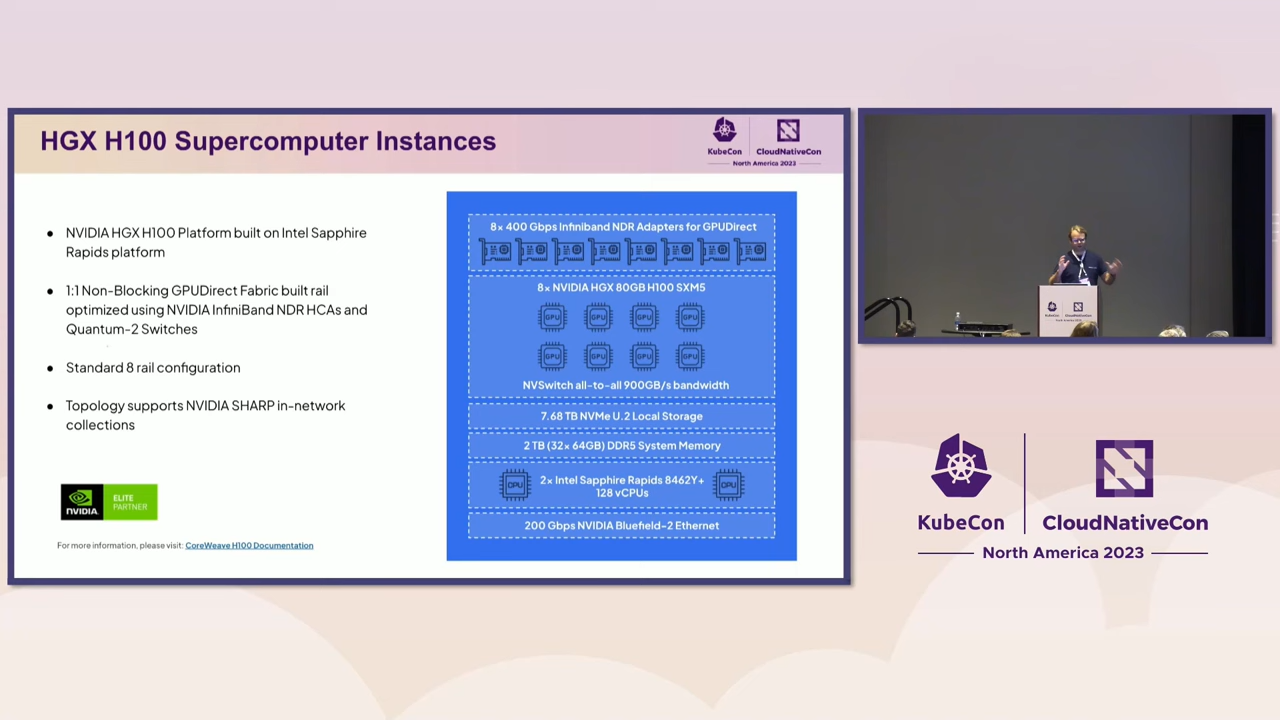 HGX H100 Supercomputer Instances
KubeCon
CloudNativeCon
North America 2023
● NVIDIA HGX H100 Platform built on Intel Sapphire
Rapids platform
● 1:1 Non-Blocking GPUDirect Fabric built rail
optimized using NVIDIA InfiniBand NDR HCAs and
Quantum-2 Switches
● Standard 8 rail configuration
● Topology supports NVIDIA SHARP in-network
collections
NVIDIA
ELITE
PARTNER
For more information, please visit: CoreWeave H100 Documentation
8x 400 Gbps Infiniband NDR Adapters for GPUDirect
8x NVIDIA HGX 80GB H100 SXM5
GPU GPU GPU GPU
GPU GPU GPU GPU
NVSwitch all-to-all 900GB/s bandwidth
7.68 TB NVMe U.2 Local Storage
2 TB (32x 64GB) DDR5 System Memory
CPU
2x Intel Sapphire Rapids 8462Y+
128 vCPUs
CPU
200 Gbps NVIDIA Bluefield-2 Ethernet
KubeCon
CloudNativeCon
North America 2023